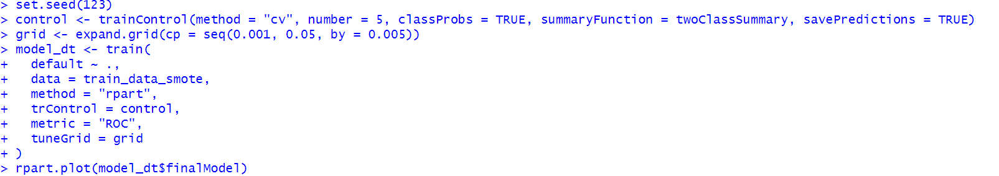 > set.seed(123)
> control <- trainControl(method = "cv", number = 5, classProbs = TRUE, summaryFunction = twoClassSummary, savePredictions = TRUE)
> grid <- expand.grid(cp = seq(0.001, 0.05, by = 0.005))
> model_dt <- train(
+   default ~ .,
+   data = train_data_smote,
+   method = "rpart",
+   trControl = control,
+   metric = "ROC",
+   tuneGrid = grid
+ )
> rpart.plot(model_dt$finalModel)